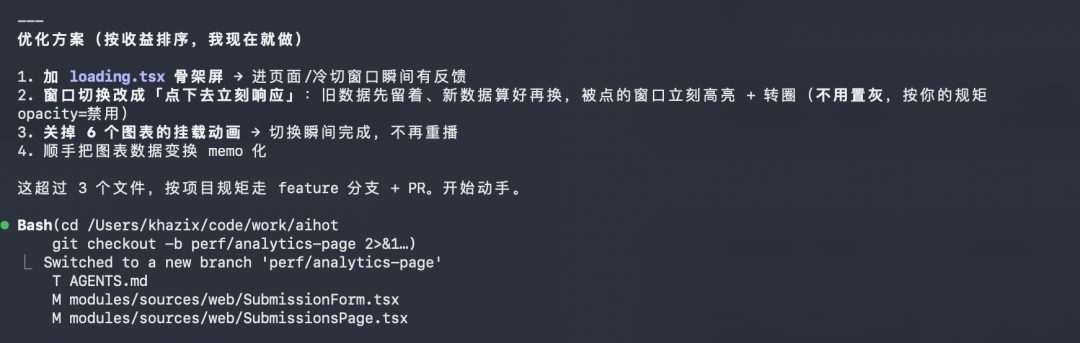 ———
优化方案（按收益排序，我现在就做）
1. 加 loading.tsx 骨架屏 → 进页面/冷切窗口瞬间有反馈
2. 窗口切换改成「点下去立刻响应」：旧数据先留着、新数据算好再换，被点的窗口立刻高亮 + 转圈（不用置灰，按你的规矩
opacity=禁用）
3. 关掉 6 个图表的挂载动画 → 切换瞬间完成，不再重播
4. 顺手把图表数据变换 memo 化
这超过 3 个文件，按项目规矩走 feature 分支 + PR。开始动手。
● Bash(cd /Users/khazix/code/work/aihot
git checkout -b perf/analytics-page 2>&1…)
⎿ Switched to a new branch 'perf/analytics-page'
T AGENTS.md
M modules/sources/web/SubmissionForm.tsx
M modules/sources/web/SubmissionsPage.tsx